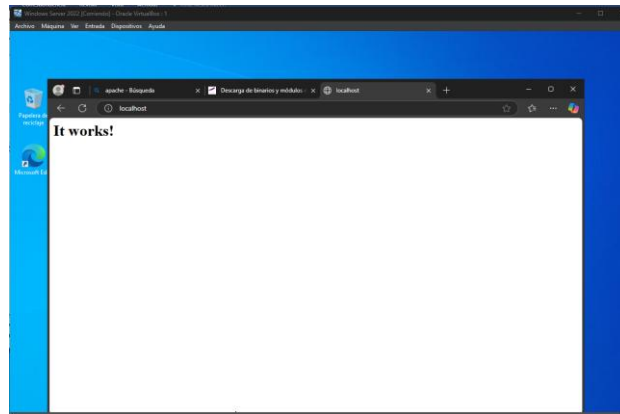 Windows Server 2022 [Corriendo] - Oracle VirtualBox : 1
Archivo Máquina Ver Entrada Dispositivos Ayuda
apache - Búsqueda
Descarga de binarios y módulos
localhost
localhost
Papelera de
reciclaje
It works!
Microsoft Ed